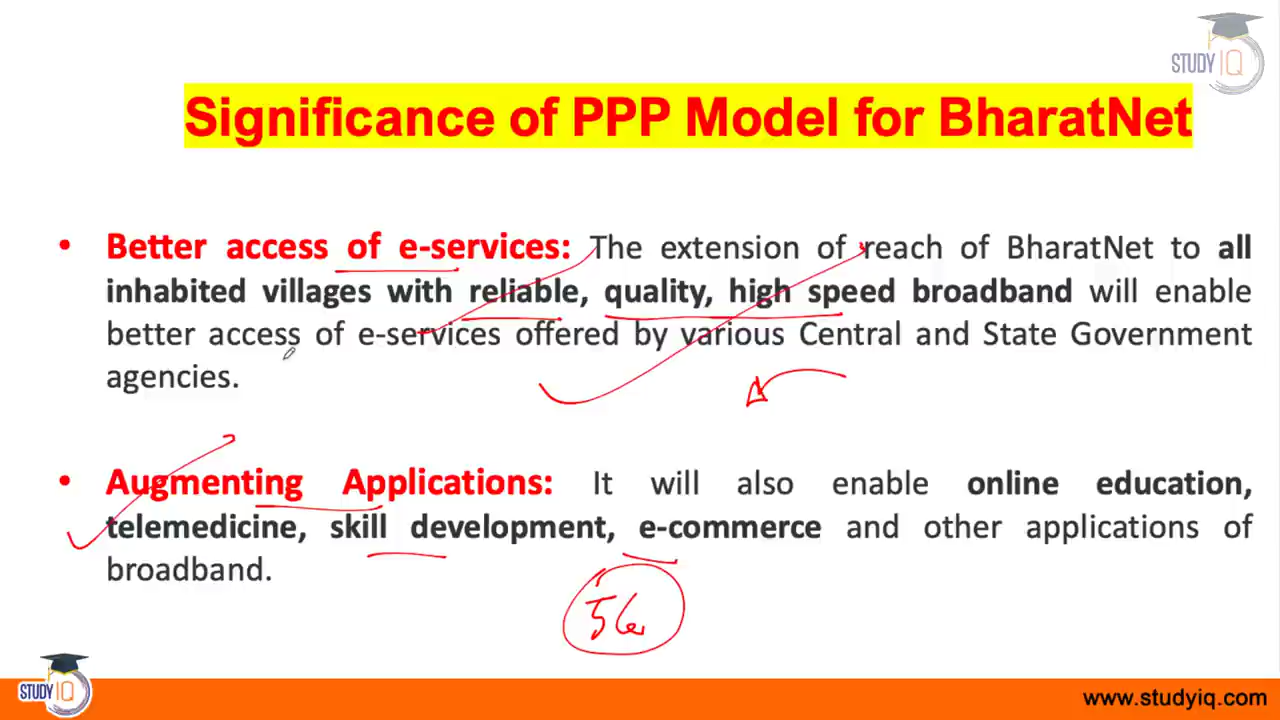 STUDY IQ
Significance of PPP Model for BharatNet
• Better access of e-services: The extension of reach of BharatNet to all
inhabited villages with reliable, quality, high speed broadband will enable
better access of e-services offered by various Central and State Government
agencies.
• Augmenting Applications: It will also enable online education,
telemedicine, skill development, e-commerce and other applications of
broadband.
5G
STUDY IQ
www.studyiq.com